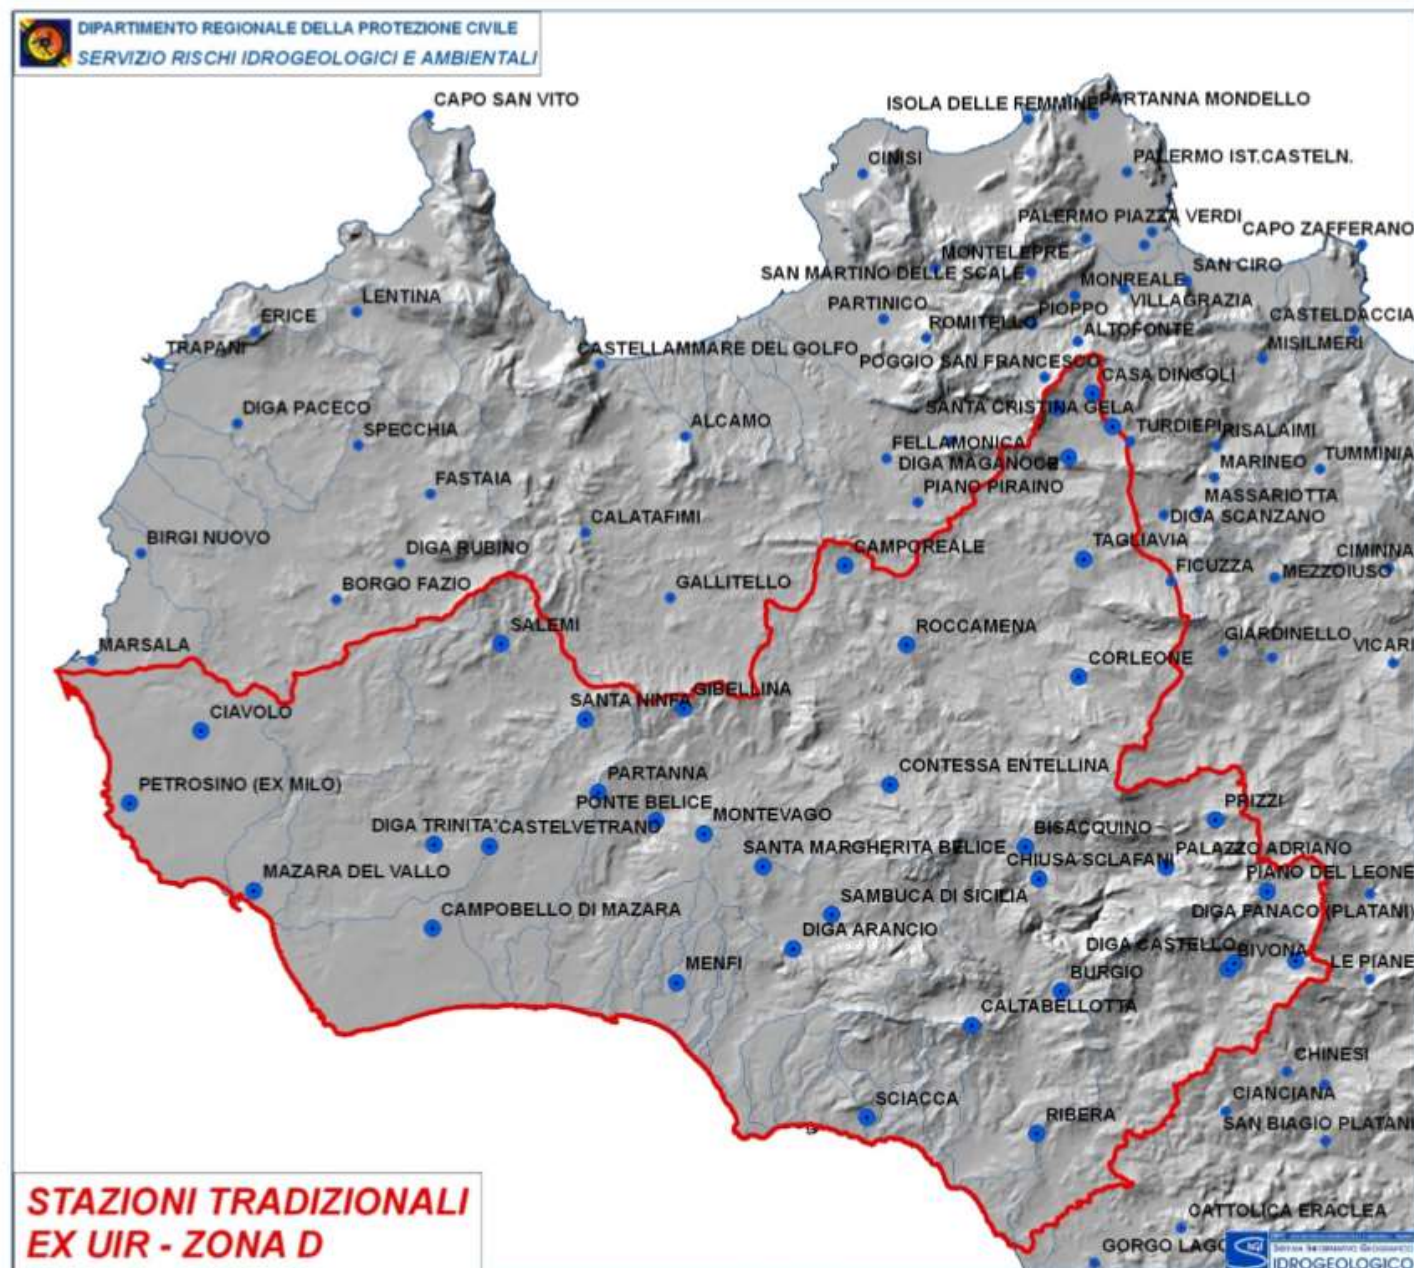 DIPARTIMENTO REGIONALE DELLA PROTEZIONE CIVILE
SERVIZIO RISCHI IDROGEOLOGICI E AMBIENTALI
CAPO SAN VITO
ISOLA DELLE FEMMINE
PARTANNA MONDELLO
CINISI
PALERMO IST.CASTELN.
PALERMO PIAZZA VERDI
CAPO ZAFFERANO
MONTELEPRE
SAN MARTINO DELLE SCALE
SAN CIRO
MONREALE
LENTINA
PARTINICO
PIOPPO
VILLAGRAZIA
ERICE
ROMITELLO
ALTOFONTE
CASTELDACCIA
TRAPANI
CASTELLAMMARE DEL GOLFO
MISILMERI
POGGIO SAN FRANCESCO
CASA DINGOLI
DIGA PACECO
SANTA CRISTINA GELA
SPECCHIA
ALCAMO
FELLAMONICA
TURDIEPI
RISALAIMI
TUMMINIA
DIGA MAGANOCE
MARINEO
FASTAIA
PIANO PIRAINO
MASSARIOTTA
CALATAFIMI
DIGA SCANZANO
BIRGI NUOVO
DIGA RUBINO
CAMPOREALE
TAGLIAVIA
CIMINNA
BORGO FAZIO
GALLITELLO
FICUZZA
MEZZOIUSO
SALEMI
ROCCAMENA
GIARDINELLO
VICARI
MARSALA
CORLEONE
CIAVOLO
SANTA NINFA
GIBELLINA
PETROSINO (EX MILO)
PARTANNA
CONTESSA ENTELLINA
PONTE BELICE
PRIZZI
DIGA TRINITA'
CASTELVETRANO
MONTEVAGO
BISACQUINO
SANTA MARGHERITA BELICE
PALAZZO ADRIANO
CHIUSA SCLAFANI
MAZARA DEL VALLO
PIANO DEL LEONE
SAMBUCA DI SICILIA
CAMPOBELLO DI MAZARA
DIGA FANACO (PLATANI)
DIGA ARANCIO
DIGA CASTELLO
BIVONA
MENFI
BURGIO
LE PIANE
CALTABELLOTTA
CHINESI
SCIACCA
CIANCIANA
RIBERA
SAN BIAGIO PLATANI
CATTOLICA ERACLEA
GORGO LAGO
STAZIONI TRADIZIONALI
EX UIR - ZONA D
IDROGEOLOGICO